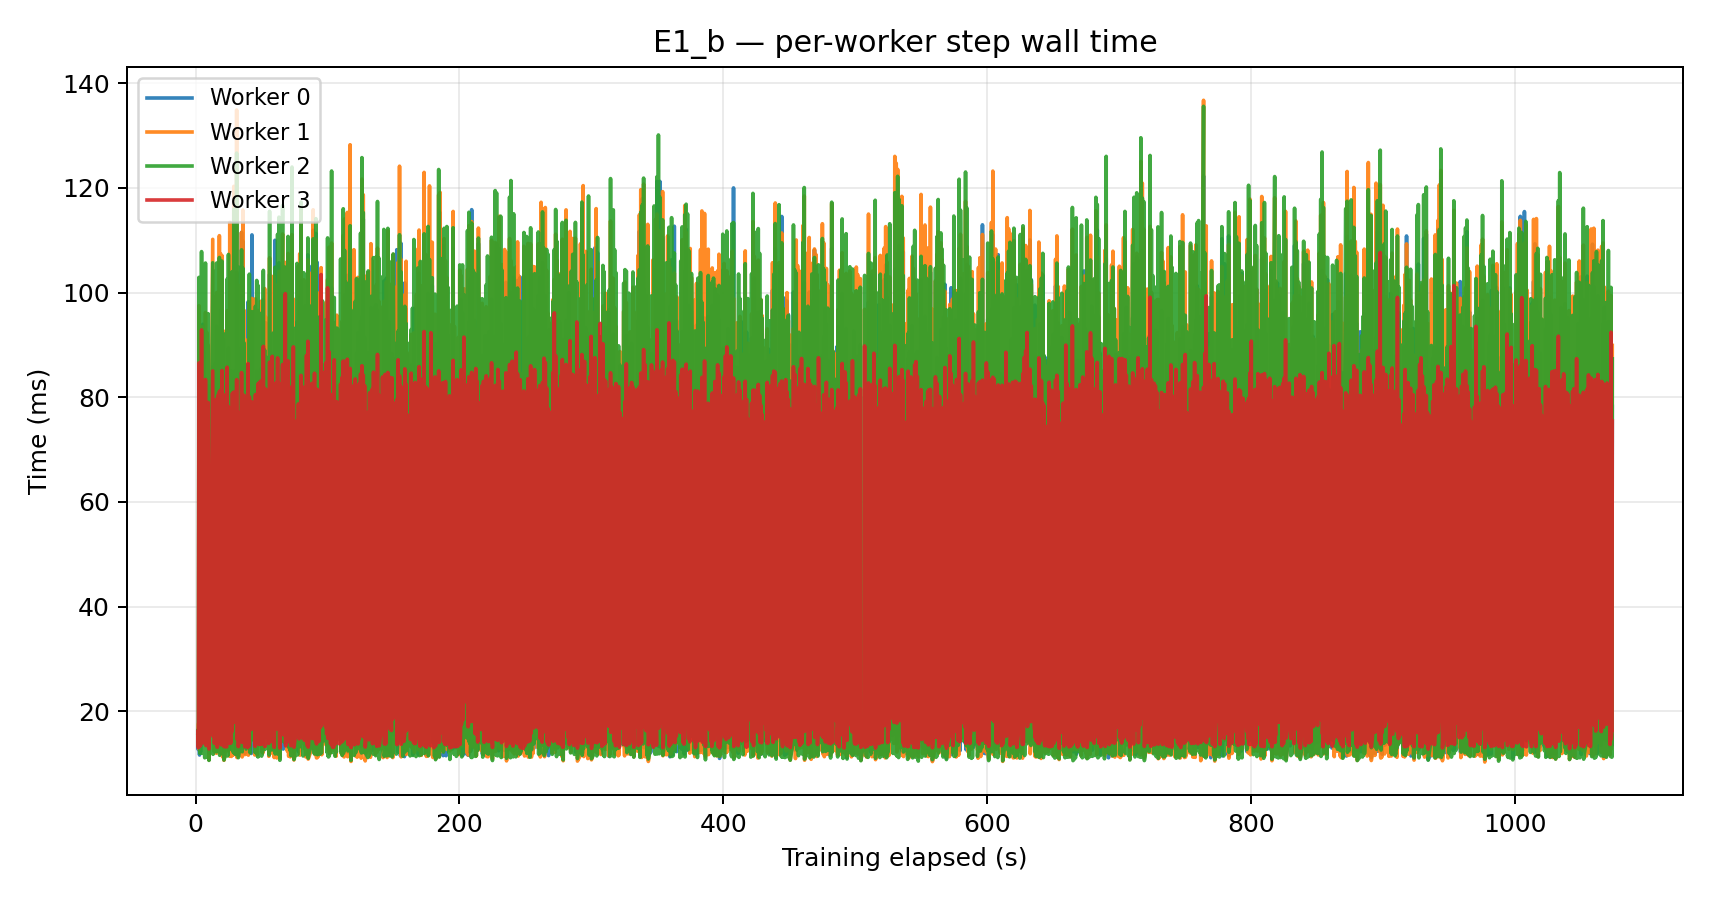 E1_b — per-worker step wall time
Worker 0
Worker 1
Worker 2
Worker 3
140
120
100
80
60
40
20
Time (ms)
0 200 400 600 800 1000
Training elapsed (s)